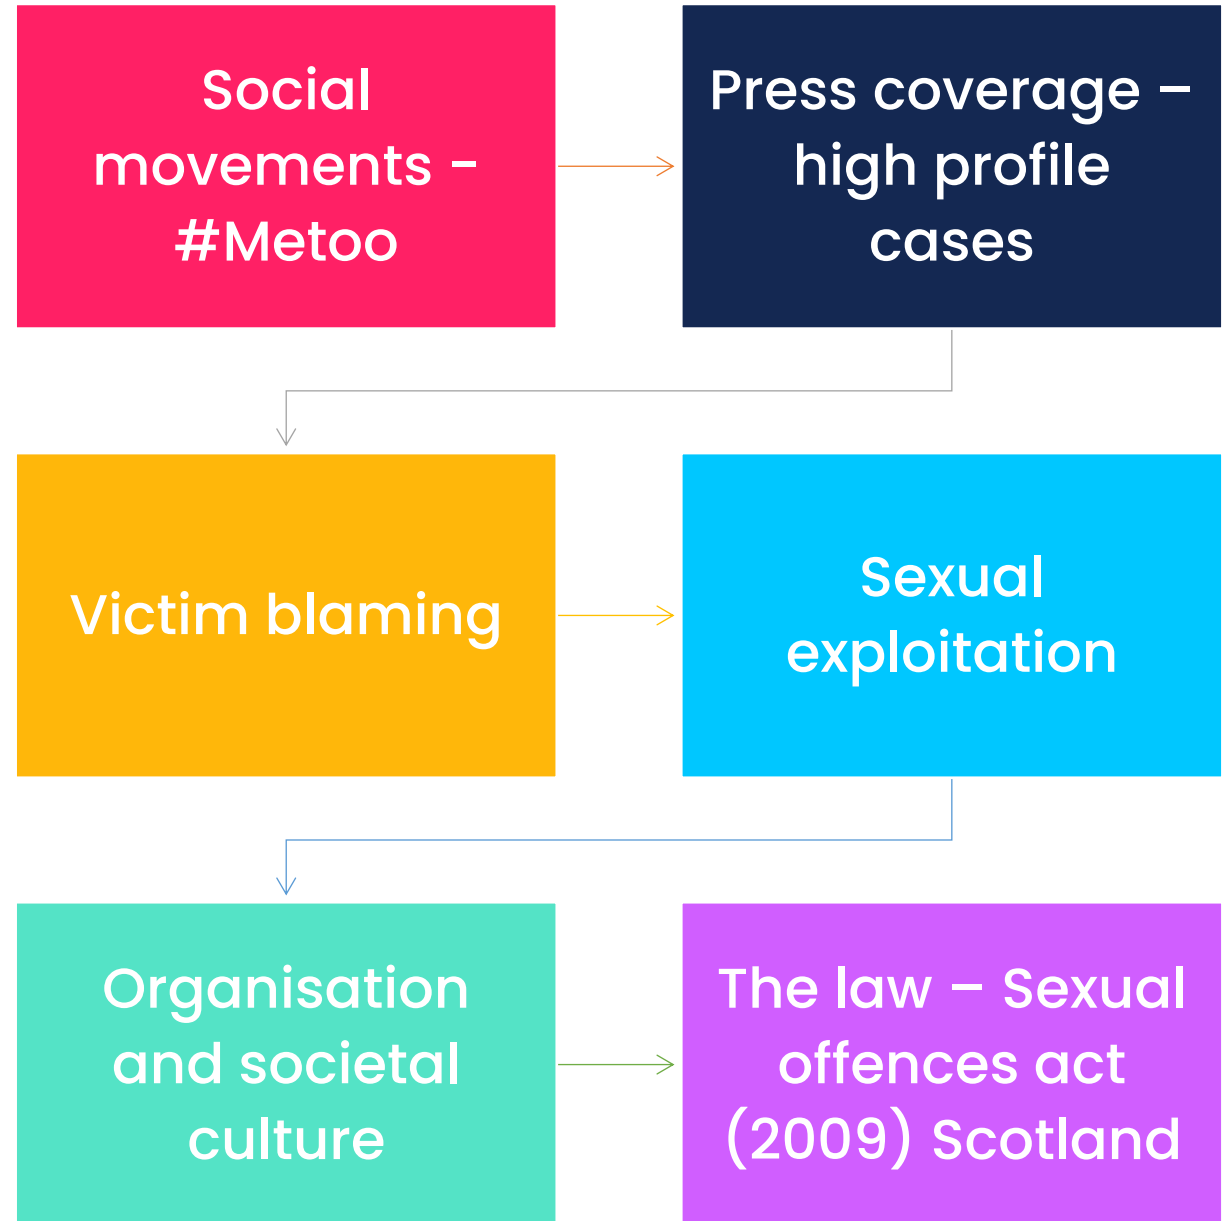 Social
movements -
#Metoo
Press coverage –
high profile
cases
Victim blaming
Sexual
exploitation
Organisation
and societal
culture
The law – Sexual
offences act
(2009) Scotland